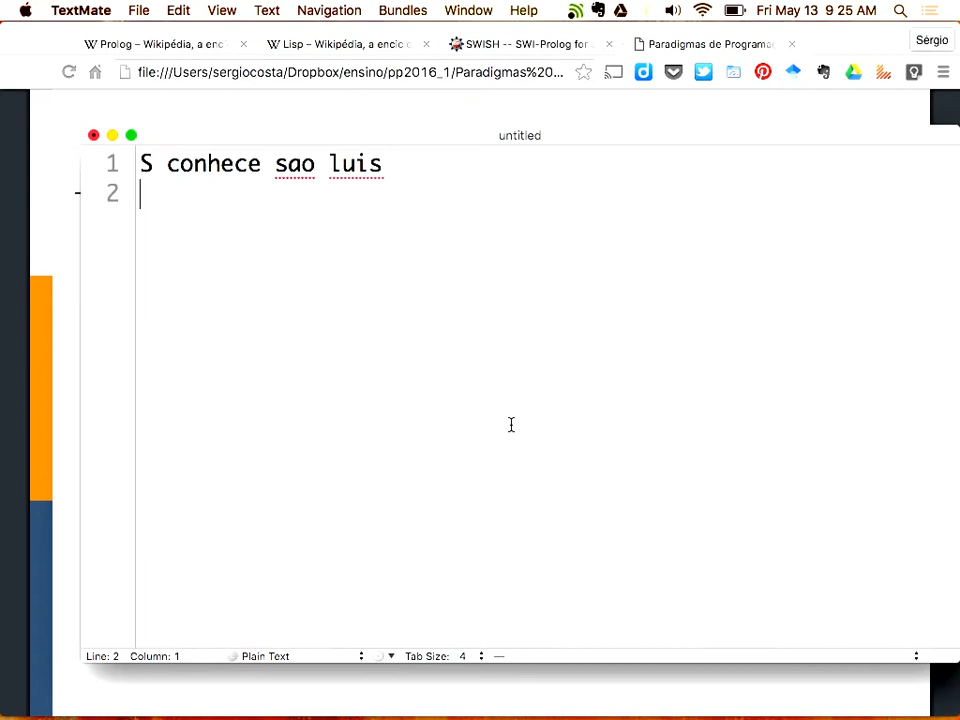 TextMate File Edit View Text Navigation Bundles Window Help Fri May 13 9:25 AM
Prolog – Wikipédia, a enc × Lisp – Wikipédia, a encic × SWISH -- SWI-Prolog for × Paradigmas de Programa × Sérgio
file:///Users/sergiocosta/Dropbox/ensino/pp2016_1/Paradigmas%20...
untitled
1 S conhece sao luis
2
Line: 2 Column: 1 Plain Text Tab Size: 4 —